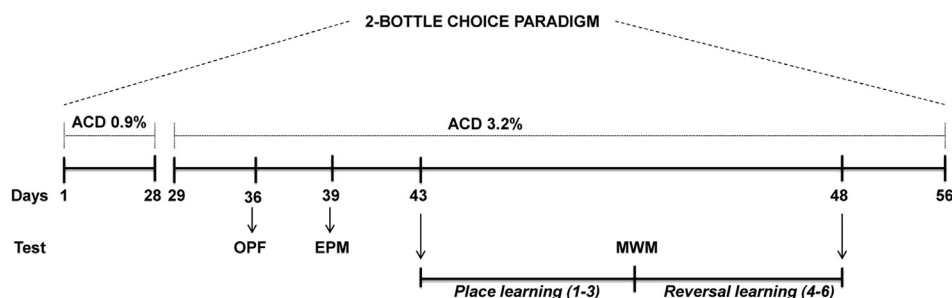 2-BOTTLE CHOICE PARADIGM
ACD 0.9% ACD 3.2%
Days 1 28 29 36 39 43 48 56
Test OPF EPM MWM
Place learning (1-3) Reversal learning (4-6)